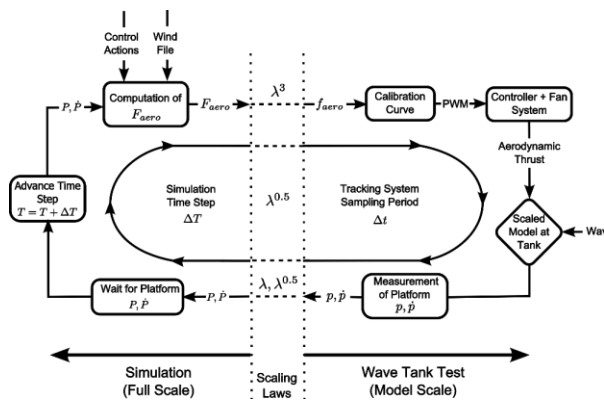 Control
Actions
Wind
File
P, Ṗ
Computation of
F_aero
F_aero
λ³
f_aero
Calibration
Curve
PWM
Controller + Fan
System
Aerodynamic
Thrust
Advance Time
Step
T = T + ΔT
Simulation
Time Step
ΔT
λ^0.5
Tracking System
Sampling Period
Δt
Scaled
Model at
Tank
Wave
Wait for Platform
P, Ṗ
P, Ṗ
λ, λ^0.5
p, ṗ
Measurement
of Platform
p, ṗ
Simulation
(Full Scale)
Scaling
Laws
Wave Tank Test
(Model Scale)